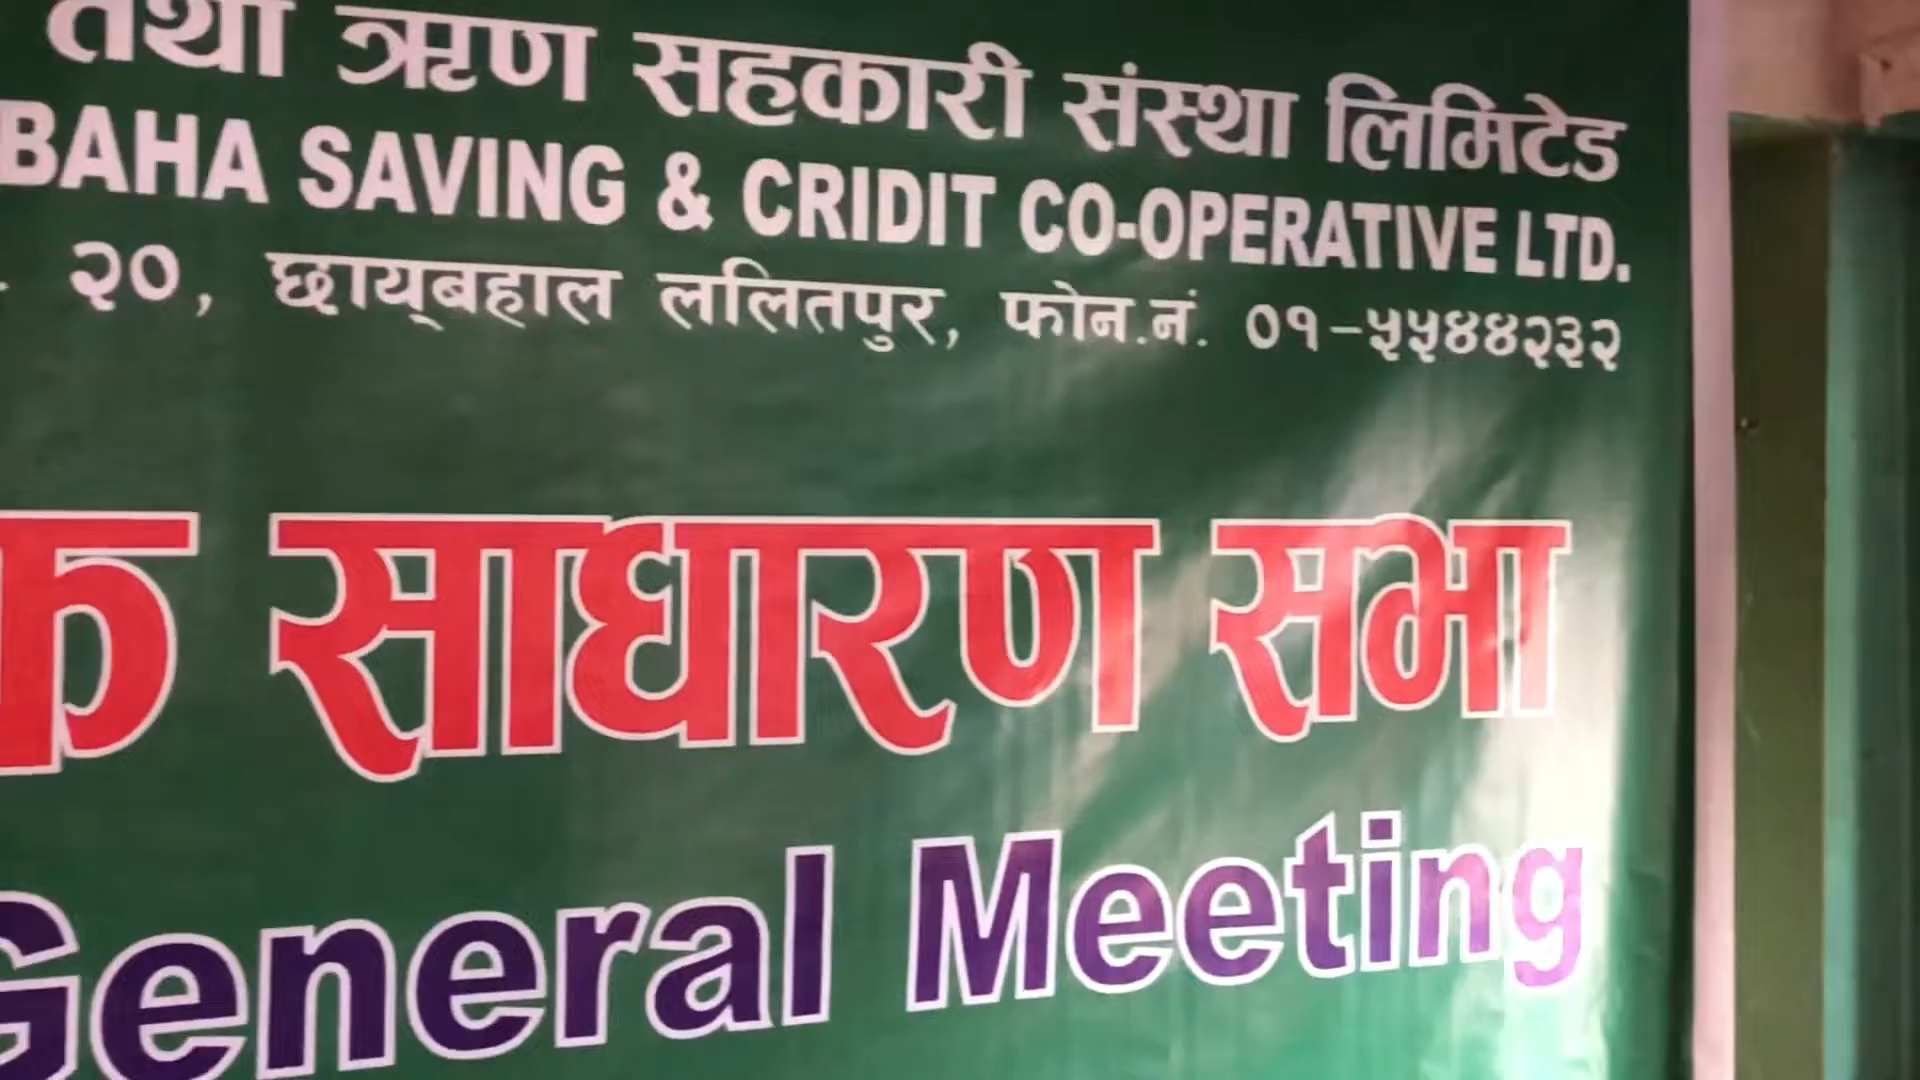 तथा ऋण सहकारी संस्था लिमिटेड
BAHA SAVING & CRIDIT CO-OPERATIVE LTD.
२०, छाय्बहाल ललितपुर, फोन.नं. ०१-५५४४२३२
क साधारण सभा
General Meeting